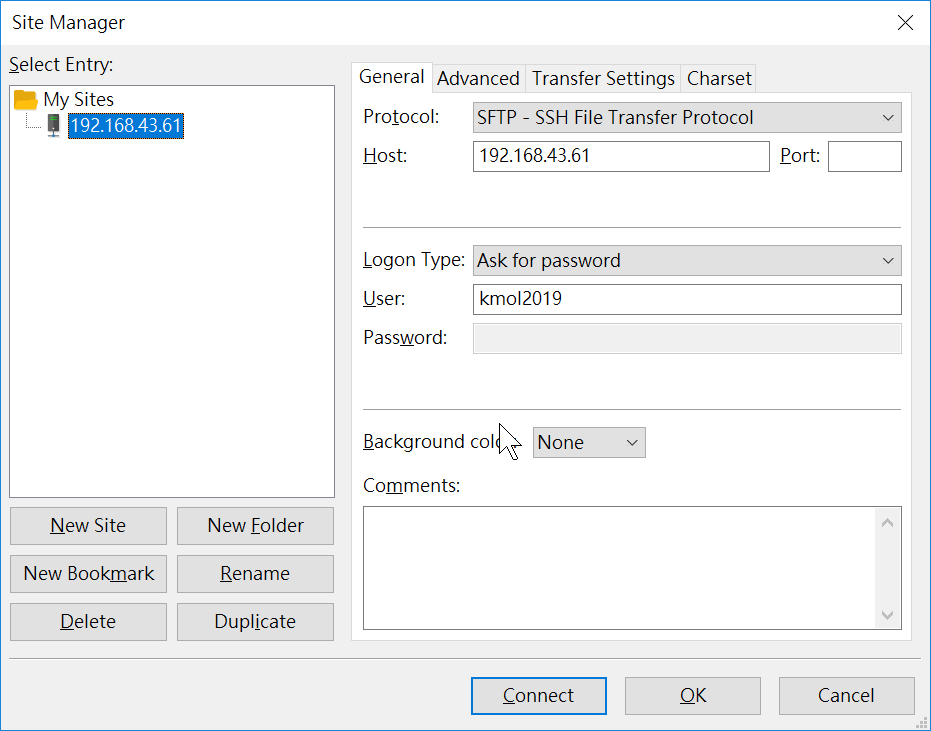 Site Manager
Select Entry:
My Sites
192.168.43.61
New Site
New Folder
New Bookmark
Rename
Delete
Duplicate
General
Advanced
Transfer Settings
Charset
Protocol:
SFTP - SSH File Transfer Protocol
Host:
192.168.43.61
Port:
Logon Type:
Ask for password
User:
kmol2019
Password:
Background
None
Comments:
Connect
OK
Cancel